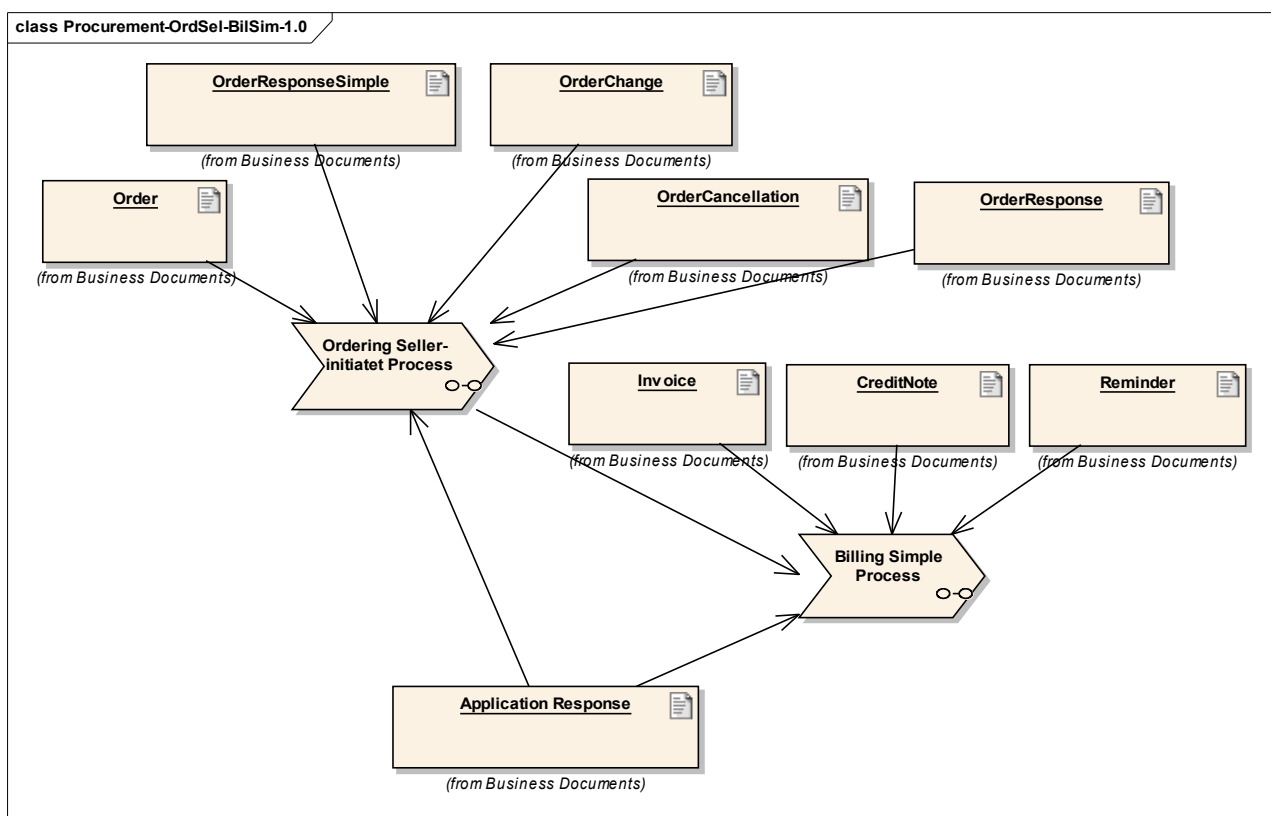 class Procurement-OrdSel-BilSim-1.0
OrderResponseSimple
(from Business Documents)
OrderChange
(from Business Documents)
Order
(from Business Documents)
OrderCancellation
(from Business Documents)
OrderResponse
(from Business Documents)
Ordering Seller-
initiatet Process
Invoice
(from Business Documents)
CreditNote
(from Business Documents)
Reminder
(from Business Documents)
Billing Simple
Process
Application Response
(from Business Documents)